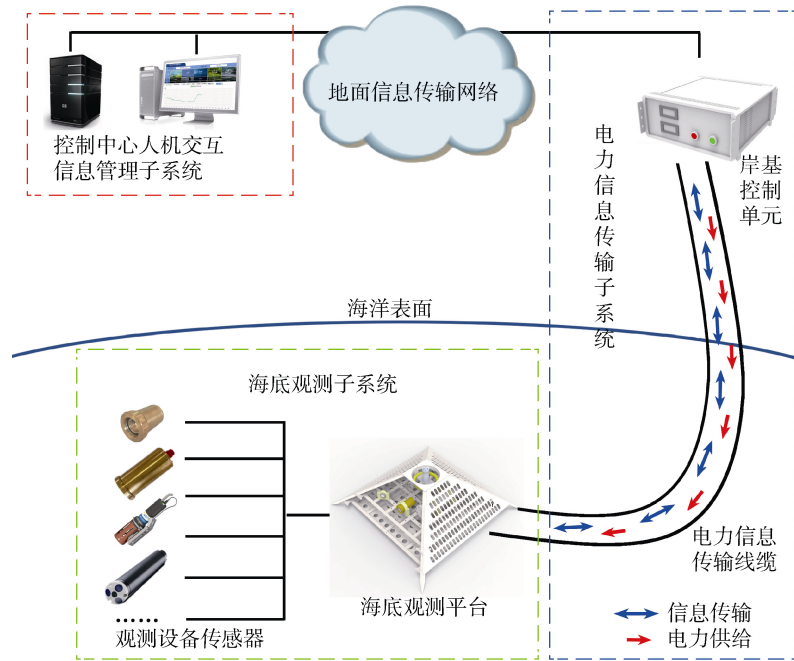 地面信息传输网络
控制中心人机交互
信息管理子系统
电力信息传输子系统
岸基
控制
单元
海洋表面
海底观测子系统
电力信息
传输线缆
海底观测平台
......
观测设备传感器
信息传输
电力供给